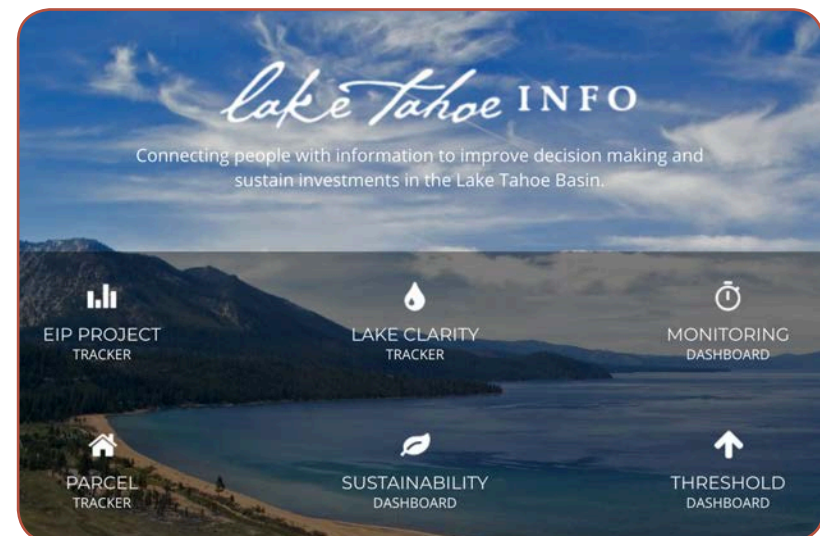 lake Tahoe INFO
Connecting people with information to improve decision making and
sustain investments in the Lake Tahoe Basin.
EIP PROJECT
TRACKER
LAKE CLARITY
TRACKER
MONITORING
DASHBOARD
PARCEL
TRACKER
SUSTAINABILITY
DASHBOARD
THRESHOLD
DASHBOARD